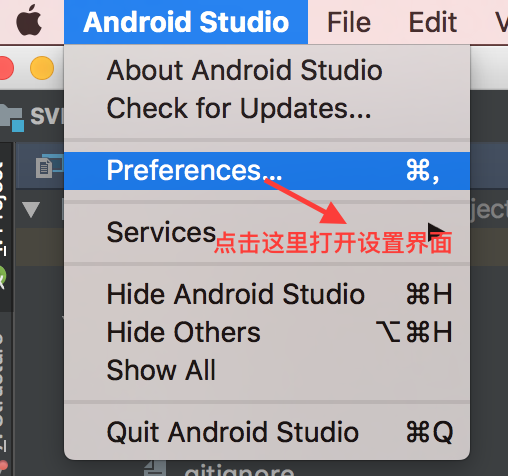 Android Studio File Edit
About Android Studio
Check for Updates...
svn
Preferences... ⌘,
Services
点击这里打开设置界面
Hide Android Studio ⌘H
Hide Others ⌥⌘H
Show All
Quit Android Studio ⌘Q
gitignore